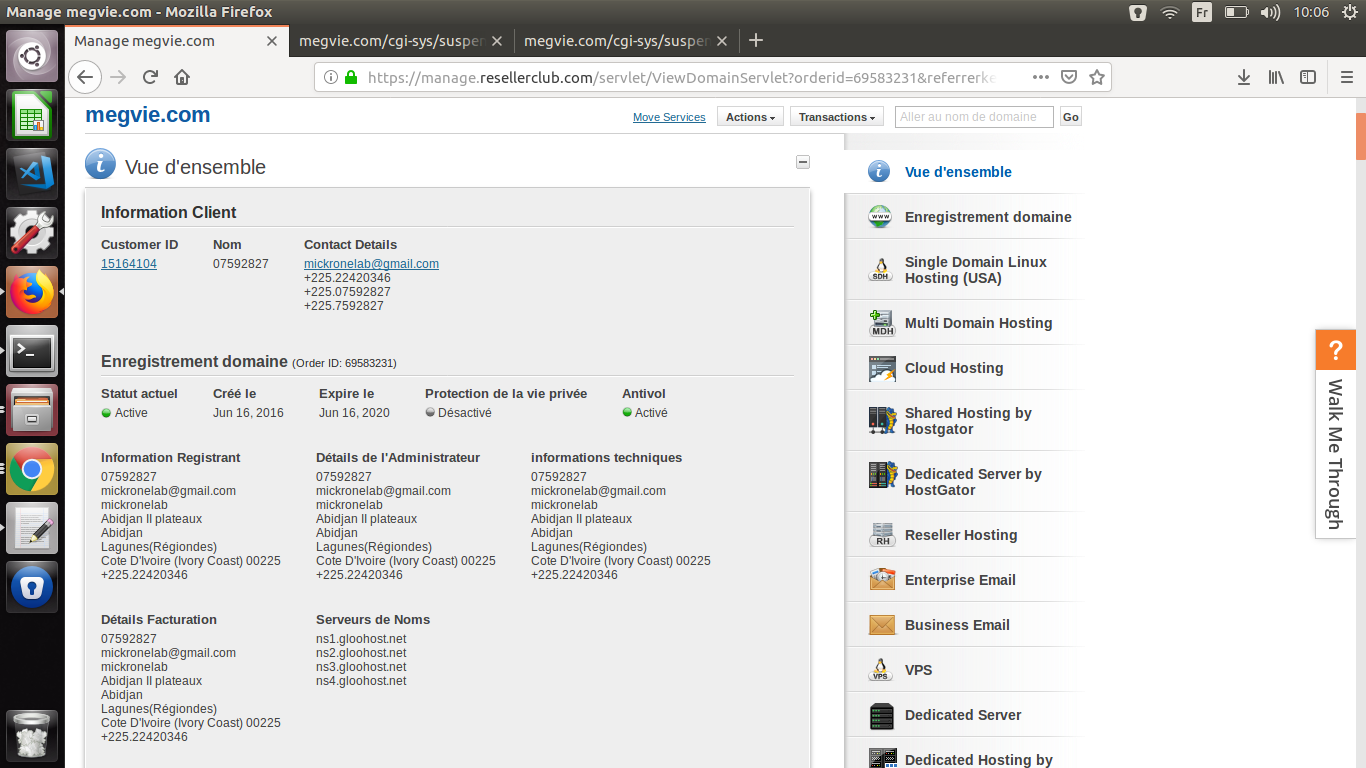 Manage megvie.com - Mozilla Firefox
Fr
10:06
Manage megvie.com
megvie.com/cgi-sys/susper
megvie.com/cgi-sys/susper
https://manage.resellerclub.com/servlet/ViewDomainServlet?orderid=69583231&referrerke
megvie.com
Move Services
Actions
Transactions
Aller au nom de domaine
Go
Vue d'ensemble
Information Client
Customer ID Nom Contact Details
15164104 07592827 mickronelab@gmail.com
+225.22420346
+225.07592827
+225.7592827
Enregistrement domaine (Order ID: 69583231)
Statut actuel Créé le Expire le Protection de la vie privée Antivol
Active Jun 16, 2016 Jun 16, 2020 Désactivé Activé
Information Registrant
07592827
mickronelab@gmail.com
mickronelab
Abidjan II plateaux
Abidjan
Lagunes(Régiondes)
Cote D'Ivoire (Ivory Coast) 00225
+225.22420346
Détails de l'Administrateur
07592827
mickronelab@gmail.com
mickronelab
Abidjan II plateaux
Abidjan
Lagunes(Régiondes)
Cote D'Ivoire (Ivory Coast) 00225
+225.22420346
informations techniques
07592827
mickronelab@gmail.com
mickronelab
Abidjan II plateaux
Abidjan
Lagunes(Régiondes)
Cote D'Ivoire (Ivory Coast) 00225
+225.22420346
Détails Facturation
07592827
mickronelab@gmail.com
mickronelab
Abidjan II plateaux
Abidjan
Lagunes(Régiondes)
Cote D'Ivoire (Ivory Coast) 00225
+225.22420346
Serveurs de Noms
ns1.gloohost.net
ns2.gloohost.net
ns3.gloohost.net
ns4.gloohost.net
Vue d'ensemble
WWW
Enregistrement domaine
SDH
Single Domain Linux
Hosting (USA)
MDH
Multi Domain Hosting
Cloud Hosting
Shared Hosting by
Hostgator
Dedicated Server by
HostGator
RH
Reseller Hosting
Enterprise Email
Business Email
VPS
VPS
Dedicated Server
Dedicated Hosting by
?
Walk Me Through